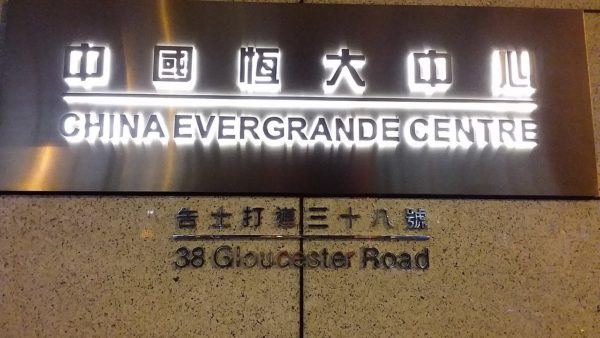 中國恆大中心
CHINA EVERGRANDE CENTRE
告士打道三十八號
38 Gloucester Road